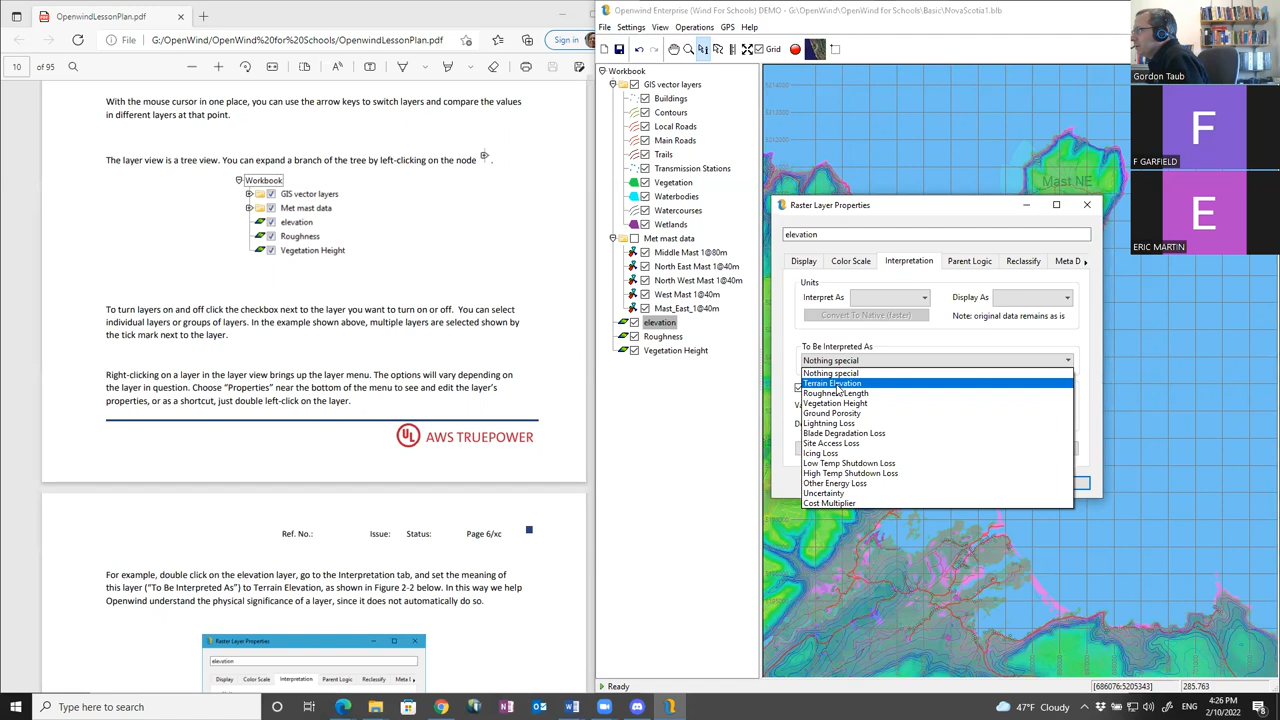 OpenwindLessonPlan.pdf
G:/OpenWind/OpenWind%20for%20Schools/OpenwindLessonPlan.pdf
Sign in
10 of 95
With the mouse cursor in one place, you can use the arrow keys to switch layers and compare the values
in different layers at that point.
The layer view is a tree view. You can expand a branch of the tree by left-clicking on the node .
Workbook
GIS vector layers
Met mast data
elevation
Roughness
Vegetation Height
To turn layers on and off click the checkbox next to the layer you want to turn on or off. You can select
individual layers or groups of layers. In the example shown above, multiple layers are selected shown by
the tick mark next to the layer.
Right-clicking on a layer in the layer view brings up the layer menu. The options will vary depending on
the layer in question. Choose “Properties” near the bottom of the menu to see and edit the layer’s
properties, or as a shortcut, just double left-click on the layer.
UL AWS TRUEPOWER
Ref. No.: Issue: Status: Page 6/xc
For example, double click on the elevation layer, go to the Interpretation tab, and set the meaning of
this layer (“To Be Interpreted As”) to Terrain Elevation, as shown in Figure 2-2 below. In this way we help
Openwind understand the physical significance of a layer, since it does not automatically do so.
Raster Layer Properties
elevation
Display Color Scale Interpretation Parent Logic Reclassify Meta
Openwind Enterprise (Wind For Schools) DEMO - G:\OpenWind\OpenWind for Schools\Basic\NovaScotia1.blb
File Settings View Operations GPS Help
Grid
Workbook
GIS vector layers
Buildings
Contours
Local Roads
Main Roads
Trails
Transmission Stations
Vegetation
Waterbodies
Watercourses
Wetlands
Met mast data
Middle Mast 1@80m
North East Mast 1@40m
North West Mast 1@40m
West Mast 1@40m
Mast_East_1@40m
elevation
Roughness
Vegetation Height
Mast NE
Raster Layer Properties
elevation
Display Color Scale Interpretation Parent Logic Reclassify Meta D
Units
Interpret As Display As
Convert To Native (faster) Note: original data remains as is
To Be Interpreted As
Nothing special
Nothing special
Terrain Elevation
Roughness Length
Vegetation Height
Ground Porosity
Lightning Loss
Blade Degradation Loss
Site Access Loss
Icing Loss
Low Temp Shutdown Loss
High Temp Shutdown Loss
Other Energy Loss
Uncertainty
Cost Multiplier
Ready
[686076:5205343] 285.763
Gordon Taub
F
F GARFIELD
E
ERIC MARTIN
Type here to search
47°F Cloudy
4:26 PM
2/10/2022
8